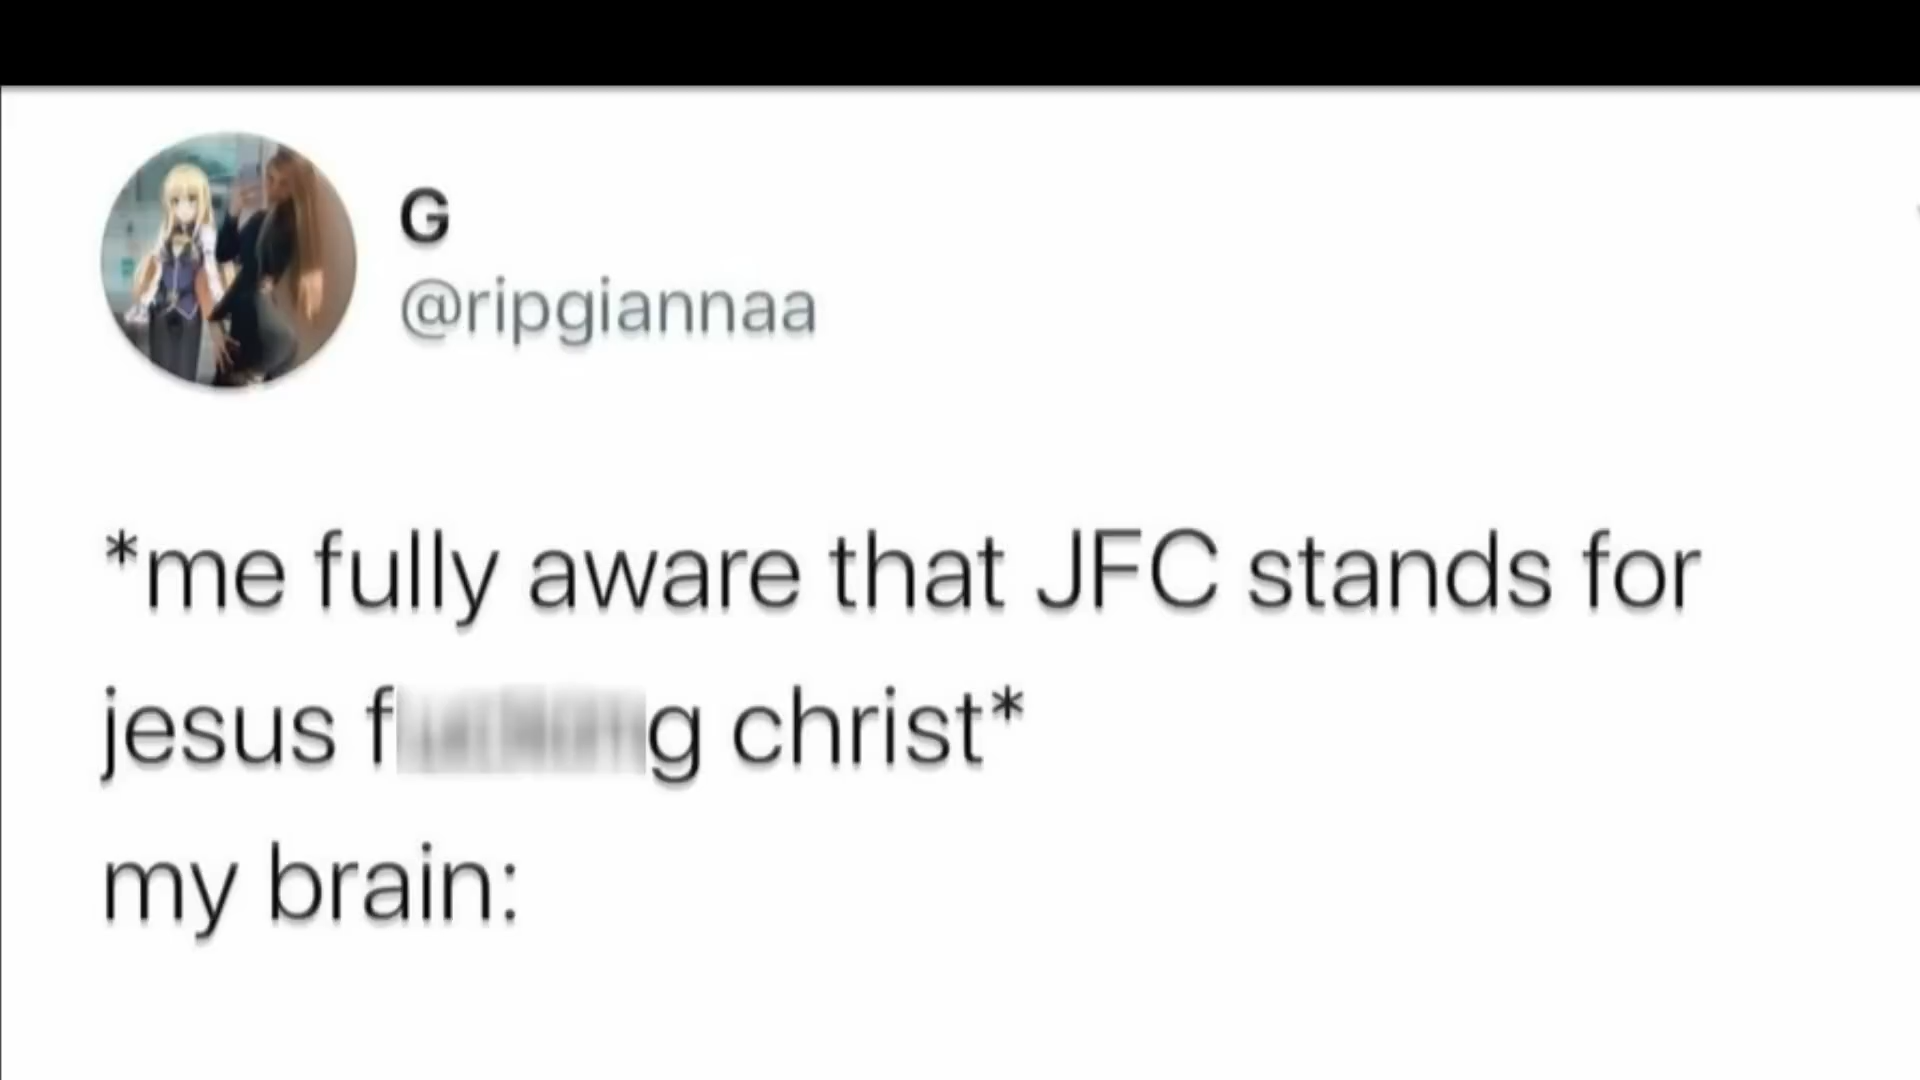 G
@ripgiannaa
*me fully aware that JFC stands for
jesus f g christ*
my brain: